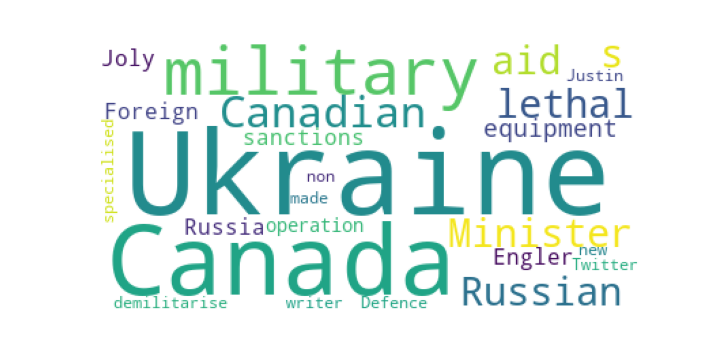 Joly military aid s
Justin
Foreign Canadian lethal
sanctions equipment
specialised Ukraine
non
made
Russia operation Minister
Canada Engler new
Twitter
Russian
demilitarise writer Defence